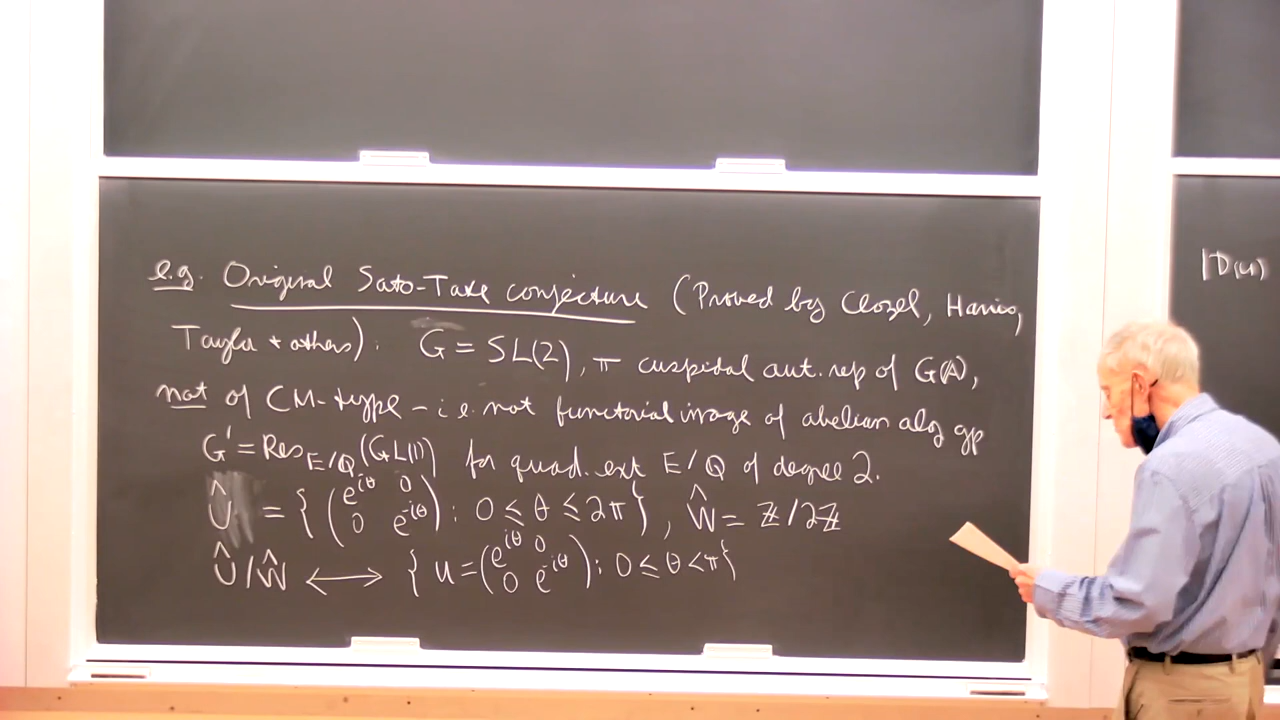 e.g. Original Sato-Tate conjecture (Proved by Clozel, Harris,
Taylor + others): G = SL(2), π cuspidal aut. rep of G(A),
not of CM-type - i.e. not functorial image of abelian alg gp
G' = Res_{E/Q}(GL(1)) for quad. ext E/Q of degree 2.
Û = { ( e^{iθ} 0 0 e^{-iθ} ) : 0 ≤ θ ≤ 2π }, Ŵ = ℤ/2ℤ
Û/Ŵ ⟷ { u = ( e^{iθ} 0 0 e^{-iθ} ) : 0 ≤ θ < π }
|D(u)